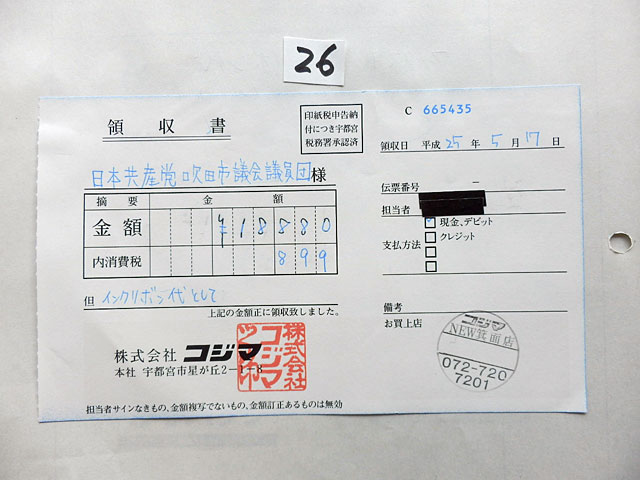 26
領収書
印紙税申告納
付につき宇都宮
税務署承認済
C 665435
領収日 平成 25 年 5 月 17 日
日本共産党吹田市議会議員団様
摘要 金額
金額 ¥18880
内消費税 899
但 インクリボン代として
上記の金額正に領収致しました。
株式会社 コジマ
本社 宇都宮市星が丘2-1-8
株式会社
コジマ
担当者サインなきもの、金額複写でないもの、金額訂正あるものは無効
伝票番号
担当者
支払方法
現金、デビット
クレジット
備考
お買上店
コジマ
NEW箕面店
072-720
7201